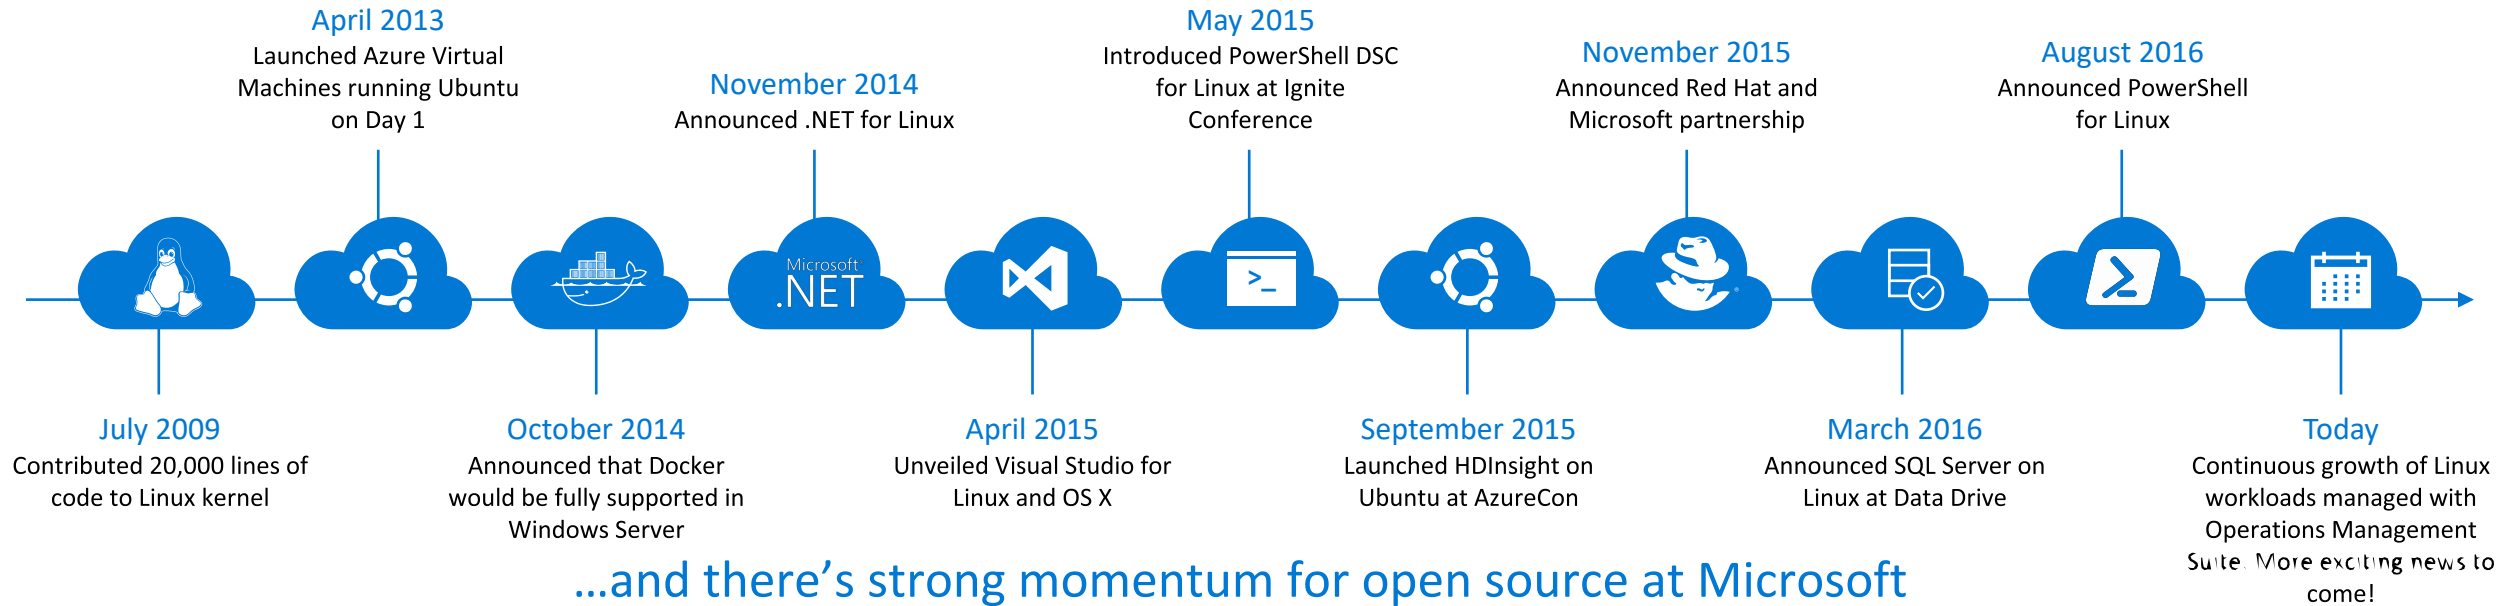 April 2013
Launched Azure Virtual
Machines running Ubuntu
on Day 1
November 2014
Announced .NET for Linux
May 2015
Introduced PowerShell DSC
for Linux at Ignite
Conference
November 2015
Announced Red Hat and
Microsoft partnership
August 2016
Announced PowerShell
for Linux
Microsoft
.NET
>_
July 2009
Contributed 20,000 lines of
code to Linux kernel
October 2014
Announced that Docker
would be fully supported in
Windows Server
April 2015
Unveiled Visual Studio for
Linux and OS X
September 2015
Launched HDInsight on
Ubuntu at AzureCon
March 2016
Announced SQL Server on
Linux at Data Drive
Today
Continuous growth of Linux
workloads managed with
Operations Management
Suite. More exciting news to
come!
...and there’s strong momentum for open source at Microsoft